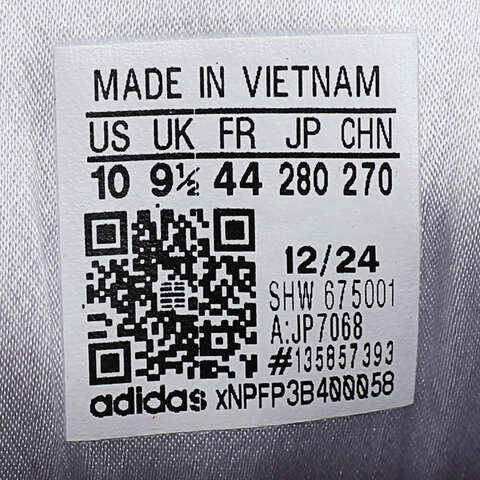 MADE IN VIETNAM
US UK FR JP CHN
10 9½ 44 280 270
12/24
SHW 675001
A:JP7068
#135857393
adidas xNPFP3B400058